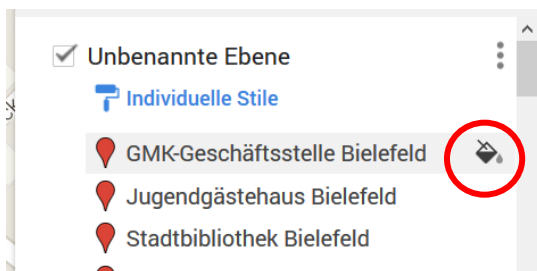 Unbenannte Ebene
Individuelle Stile
GMK-Geschäftsstelle Bielefeld
Jugendgästehaus Bielefeld
Stadtbibliothek Bielefeld